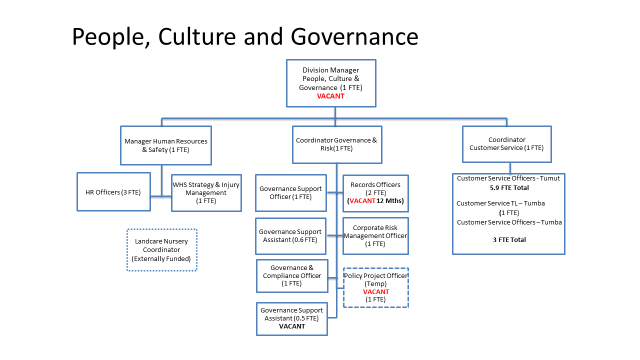 People, Culture and Governance
Division Manager
People, Culture &
Governance (1 FTE)
VACANT
Manager Human Resources
& Safety (1 FTE)
Coordinator Governance &
Risk(1 FTE)
Coordinator
Customer Service (1 FTE)
HR Officers (3 FTE)
WHS Strategy & Injury
Management
(1 FTE)
Landcare Nursery
Coordinator
(Externally Funded)
Governance Support
Officer (1 FTE)
Records Officers
(2 FTE)
(VACANT 12 Mths)
Governance Support
Assistant (0.6 FTE)
Corporate Risk
Management Officer
(1 FTE)
Governance &
Compliance Officer
(1 FTE)
Policy Project Officer
(Temp)
VACANT
(1 FTE)
Governance Support
Assistant (0.5 FTE)
VACANT
Customer Service Officers - Tumut
5.9 FTE Total
Customer Service TL – Tumba
(1 FTE)
Customer Service Officers – Tumba
3 FTE Total